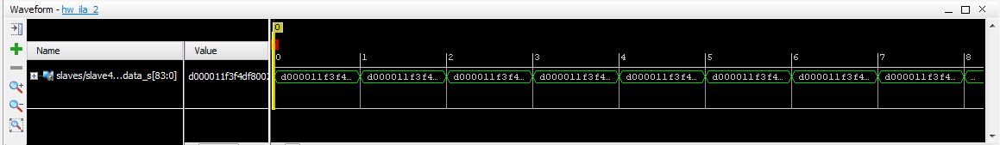 Waveform - hw_ila_2
0
Name Value
0 1 2 3 4 5 6 7 8
slaves/slave4...data_s[83:0] d000011f3f4df8002 d000011f3f4... d000011f3f4... d000011f3f4... d000011f3f4... d000011f3f4... d000011f3f4... d000011f3f4... d000011f3f4... ...